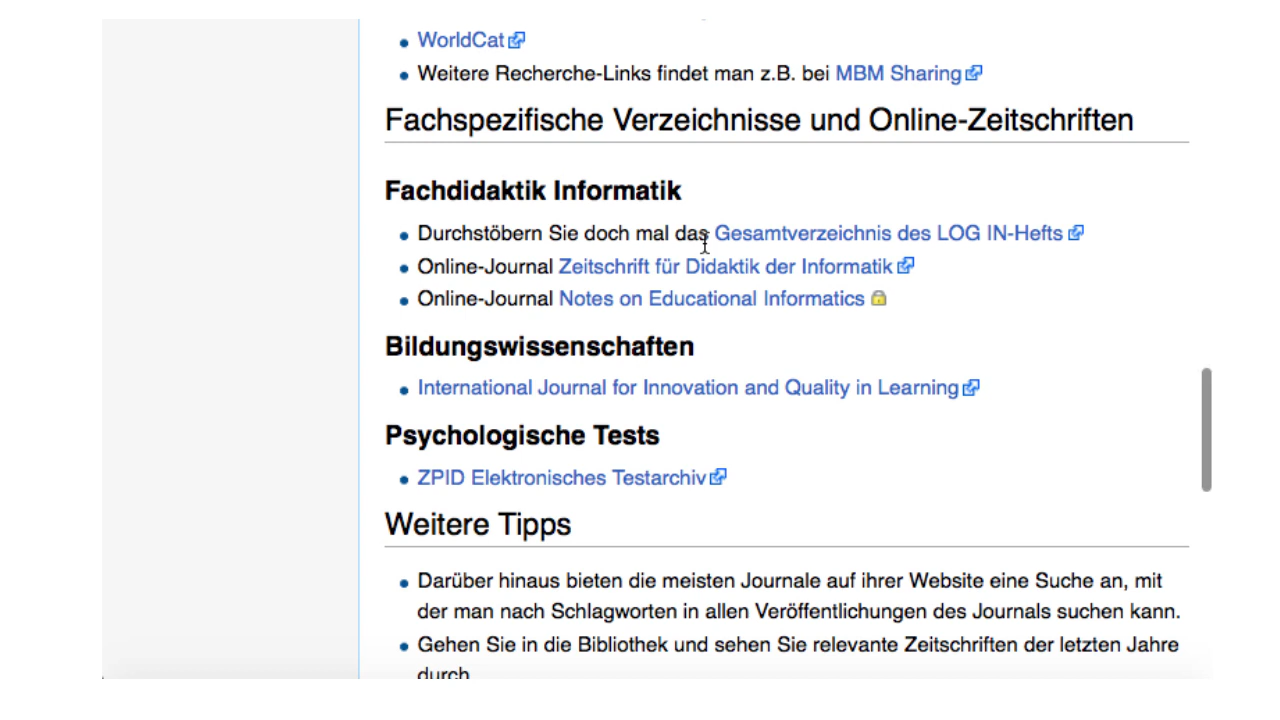 WorldCat
Weitere Recherche-Links findet man z.B. bei MBM Sharing
Fachspezifische Verzeichnisse und Online-Zeitschriften
Fachdidaktik Informatik
Durchstöbern Sie doch mal das Gesamtverzeichnis des LOG IN-Hefts
Online-Journal Zeitschrift für Didaktik der Informatik
Online-Journal Notes on Educational Informatics
Bildungswissenschaften
International Journal for Innovation and Quality in Learning
Psychologische Tests
ZPID Elektronisches Testarchiv
Weitere Tipps
Darüber hinaus bieten die meisten Journale auf ihrer Website eine Suche an, mit
der man nach Schlagworten in allen Veröffentlichungen des Journals suchen kann.
Gehen Sie in die Bibliothek und sehen Sie relevante Zeitschriften der letzten Jahre
durch